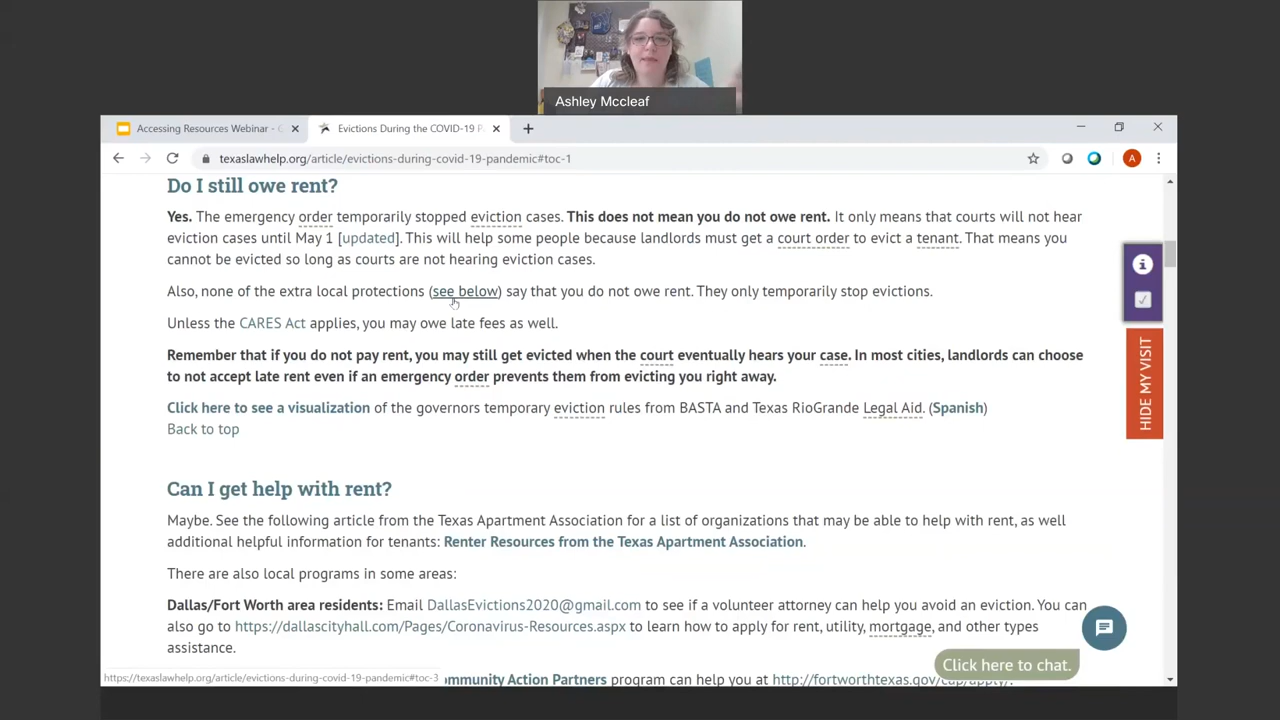 Ashley Mccleaf
Accessing Resources Webinar - G
Evictions During the COVID-19 P
texaslawhelp.org/article/evictions-during-covid-19-pandemic#toc-1
A
Do I still owe rent?
Yes. The emergency order temporarily stopped eviction cases. This does not mean you do not owe rent. It only means that courts will not hear
eviction cases until May 1 [updated]. This will help some people because landlords must get a court order to evict a tenant. That means you
cannot be evicted so long as courts are not hearing eviction cases.
Also, none of the extra local protections (see below) say that you do not owe rent. They only temporarily stop evictions.
Unless the CARES Act applies, you may owe late fees as well.
Remember that if you do not pay rent, you may still get evicted when the court eventually hears your case. In most cities, landlords can choose
to not accept late rent even if an emergency order prevents them from evicting you right away.
Click here to see a visualization of the governors temporary eviction rules from BASTA and Texas RioGrande Legal Aid. (Spanish)
Back to top
HIDE MY VISIT
Can I get help with rent?
Maybe. See the following article from the Texas Apartment Association for a list of organizations that may be able to help with rent, as well
additional helpful information for tenants: Renter Resources from the Texas Apartment Association.
There are also local programs in some areas:
Dallas/Fort Worth area residents: Email DallasEvictions2020@gmail.com to see if a volunteer attorney can help you avoid an eviction. You can
also go to https://dallascityhall.com/Pages/Coronavirus-Resources.aspx to learn how to apply for rent, utility, mortgage, and other types
assistance.
Click here to chat.
https://texaslawhelp.org/article/evictions-during-covid-19-pandemic#toc-3
ommunity Action Partners program can help you at http://fortworthtexas.gov/cap/apply/.